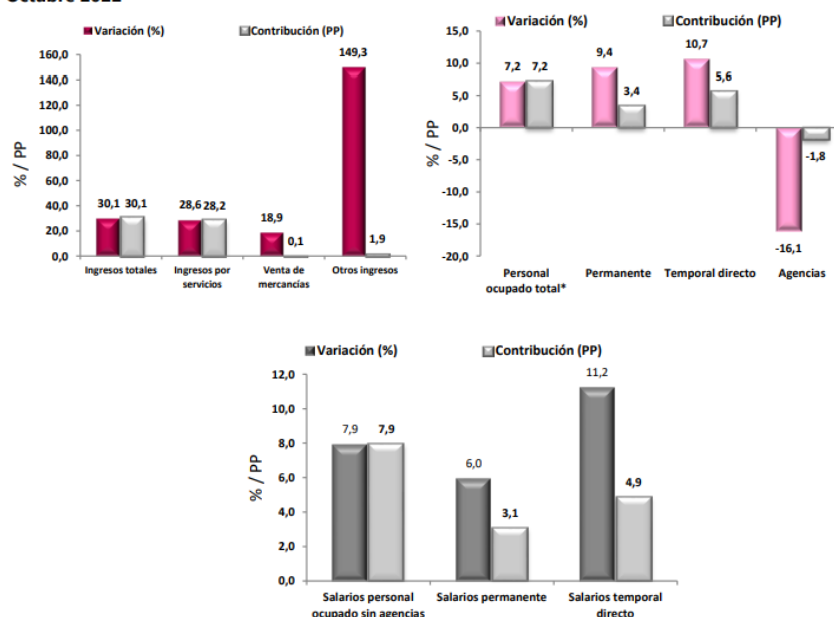 Variación (%) Contribución (PP)
160,0
140,0
120,0
100,0
80,0
60,0
40,0
20,0
0,0
% / PP
30,1 30,1
28,6 28,2
18,9
0,1
149,3
1,9
Ingresos totales
Ingresos por
servicios
Venta de
mercancías
Otros ingresos
Variación (%) Contribución (PP)
15,0
10,0
5,0
0,0
-5,0
-10,0
-15,0
-20,0
% / PP
7,2 7,2
9,4
3,4
10,7
5,6
-16,1
-1,8
Personal
ocupado total*
Permanente
Temporal directo
Agencias
Variación (%) Contribución (PP)
12,0
10,0
8,0
6,0
4,0
2,0
0,0
% / PP
7,9 7,9
6,0
3,1
11,2
4,9
Salarios personal
ocupado sin agencias
Salarios permanente
Salarios temporal
directo